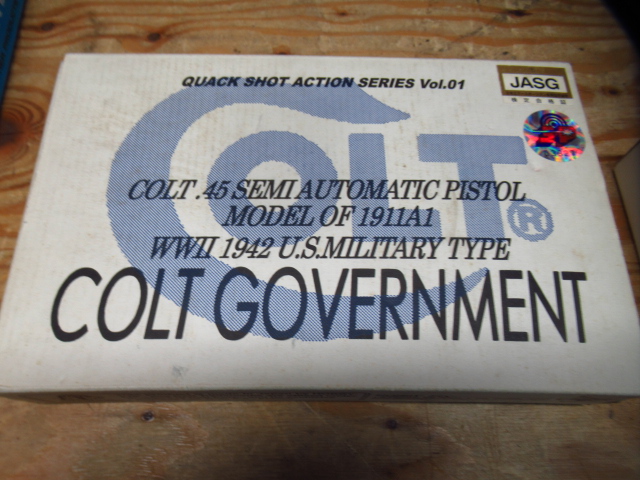 QUACK SHOT ACTION SERIES Vol.01
JASG
COLT
®
COLT .45 SEMI AUTOMATIC PISTOL
MODEL OF 1911A1
WWII 1942 U.S.MILITARY TYPE
COLT GOVERNMENT